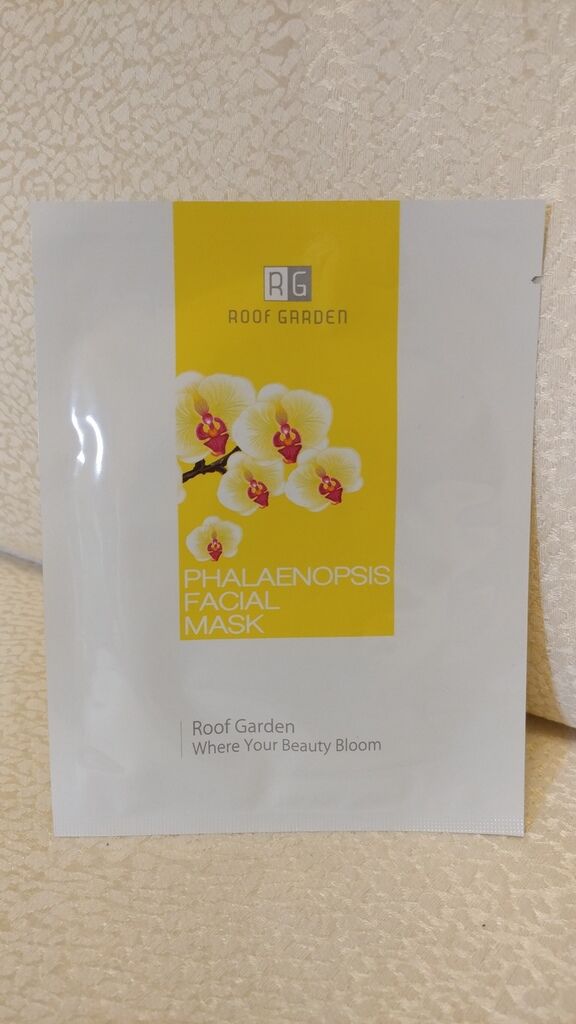 RG
ROOF GARDEN
PHALAENOPSIS
FACIAL
MASK
Roof Garden
Where Your Beauty Bloom